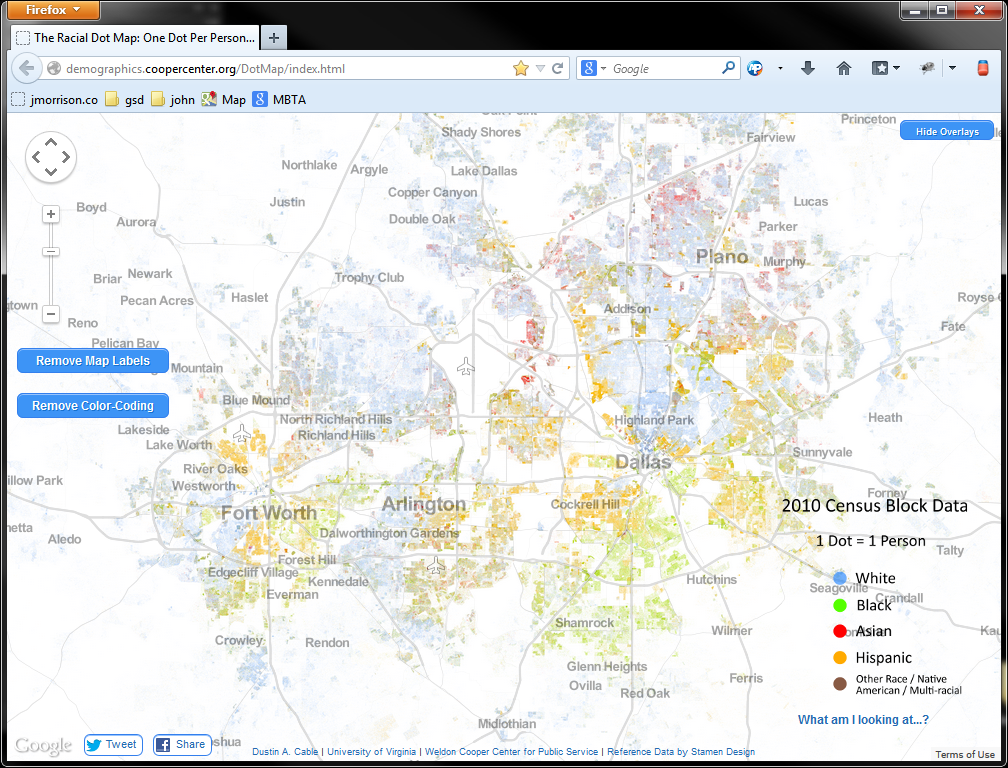 Firefox
The Racial Dot Map: One Dot Per Person...
demographics.coopercenter.org/DotMap/index.html
Google
jmorrison.co
gsd
john
Map
MBTA
Princeton
Hide Overlays
Shady Shores
Fairview
Northlake
Argyle
Lake Dallas
Copper Canyon
Justin
Lucas
Boyd
Aurora
Double Oak
Parker
Plano
Murphy
Briar
Newark
Trophy Club
Pecan Acres
Haslet
Addison
Reno
Fate
Pelican Bay
Remove Map Labels
Mountain
Blue Mound
Remove Color-Coding
North Richland Hills
Highland Park
Heath
Lakeside
Richland Hills
Lake Worth
Sunnyvale
River Oaks
Dallas
Westworth
Forney
Fort Worth
Arlington
Cockrell Hill
2010 Census Block Data
Aledo
Dalworthington Gardens
1 Dot = 1 Person
Talty
Forest Hill
Edgecliff Village
Kennedale
Hutchins
White
Seagoville
Everman
Crandall
Black
Shamrock
Asian
Wilmer
Crowley
Rendon
Hispanic
Glenn Heights
Ferris
Other Race / Native
American / Multi-racial
Ovilla
Red Oak
What am I looking at...?
Midlothian
Google
Tweet
Share
Dustin A. Cable | University of Virginia | Weldon Cooper Center for Public Service | Reference Data by Stamen Design
Terms of Use